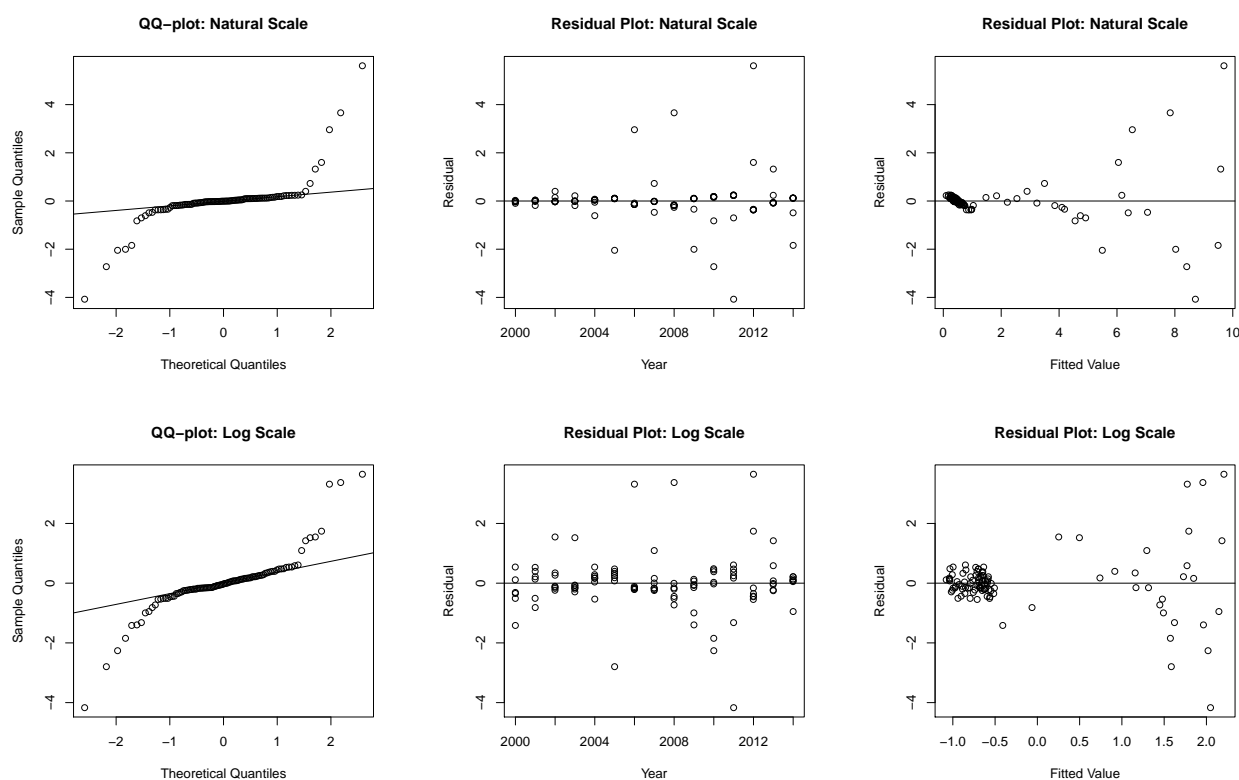 QQ−plot: Natural Scale
Sample Quantiles
4
2
0
−2
−4
−2 −1 0 1 2
Theoretical Quantiles
Residual Plot: Natural Scale
Residual
4
2
0
−2
−4
2000 2004 2008 2012
Year
Residual Plot: Natural Scale
Residual
4
2
0
−2
−4
0 2 4 6 8 10
Fitted Value
QQ−plot: Log Scale
Sample Quantiles
2
0
−2
−4
−2 −1 0 1 2
Theoretical Quantiles
Residual Plot: Log Scale
Residual
2
0
−2
−4
2000 2004 2008 2012
Year
Residual Plot: Log Scale
Residual
2
0
−2
−4
−1.0 −0.5 0.0 0.5 1.0 1.5 2.0
Fitted Value